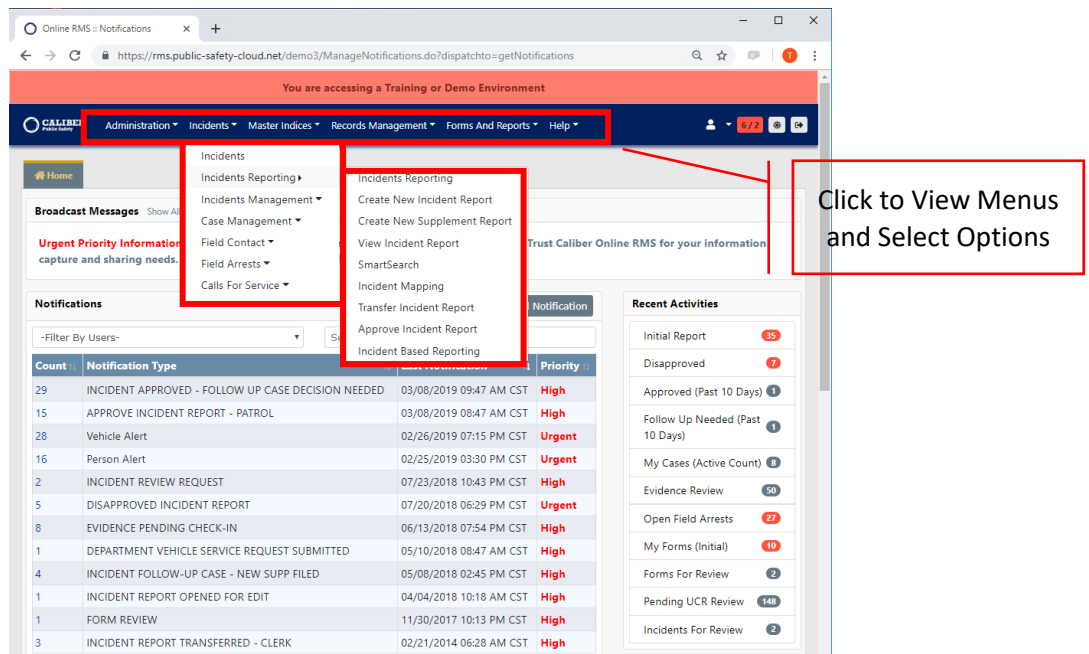 Online RMS :: Notifications
https://rms.public-safety-cloud.net/demo3/ManageNotifications.do?dispatchto=getNotifications
T
You are accessing a Training or Demo Environment
CALIBER
Public Safety
Administration Incidents Master Indices Records Management Forms And Reports Help
6/2
Home
Incidents
Incidents Reporting
Incidents Management
Case Management
Field Contact
Field Arrests
Calls For Service
Incidents Reporting
Create New Incident Report
Create New Supplement Report
View Incident Report
SmartSearch
Incident Mapping
Transfer Incident Report
Approve Incident Report
Incident Based Reporting
Click to View Menus
and Select Options
Broadcast Messages Show Al
Urgent Priority Information Trust Caliber Online RMS for your information
capture and sharing needs.
Notifications
Notification
-Filter By Users-
Count Notification Type Last Notification Priority
29 INCIDENT APPROVED - FOLLOW UP CASE DECISION NEEDED 03/08/2019 09:47 AM CST High
15 APPROVE INCIDENT REPORT - PATROL 03/08/2019 08:47 AM CST High
28 Vehicle Alert 02/26/2019 07:15 PM CST Urgent
16 Person Alert 02/25/2019 03:30 PM CST Urgent
2 INCIDENT REVIEW REQUEST 07/23/2018 10:43 PM CST High
5 DISAPPROVED INCIDENT REPORT 07/20/2018 06:29 PM CST Urgent
8 EVIDENCE PENDING CHECK-IN 06/13/2018 07:54 PM CST High
1 DEPARTMENT VEHICLE SERVICE REQUEST SUBMITTED 05/10/2018 08:47 AM CST High
4 INCIDENT FOLLOW-UP CASE - NEW SUPP FILED 05/08/2018 02:45 PM CST High
1 INCIDENT REPORT OPENED FOR EDIT 04/04/2018 10:18 AM CST High
1 FORM REVIEW 11/30/2017 10:13 PM CST High
3 INCIDENT REPORT TRANSFERRED - CLERK 02/21/2014 06:28 AM CST High
Recent Activities
Initial Report 35
Disapproved 7
Approved (Past 10 Days) 1
Follow Up Needed (Past
10 Days) 1
My Cases (Active Count) 8
Evidence Review 50
Open Field Arrests 27
My Forms (Initial) 10
Forms For Review 2
Pending UCR Review 148
Incidents For Review 2